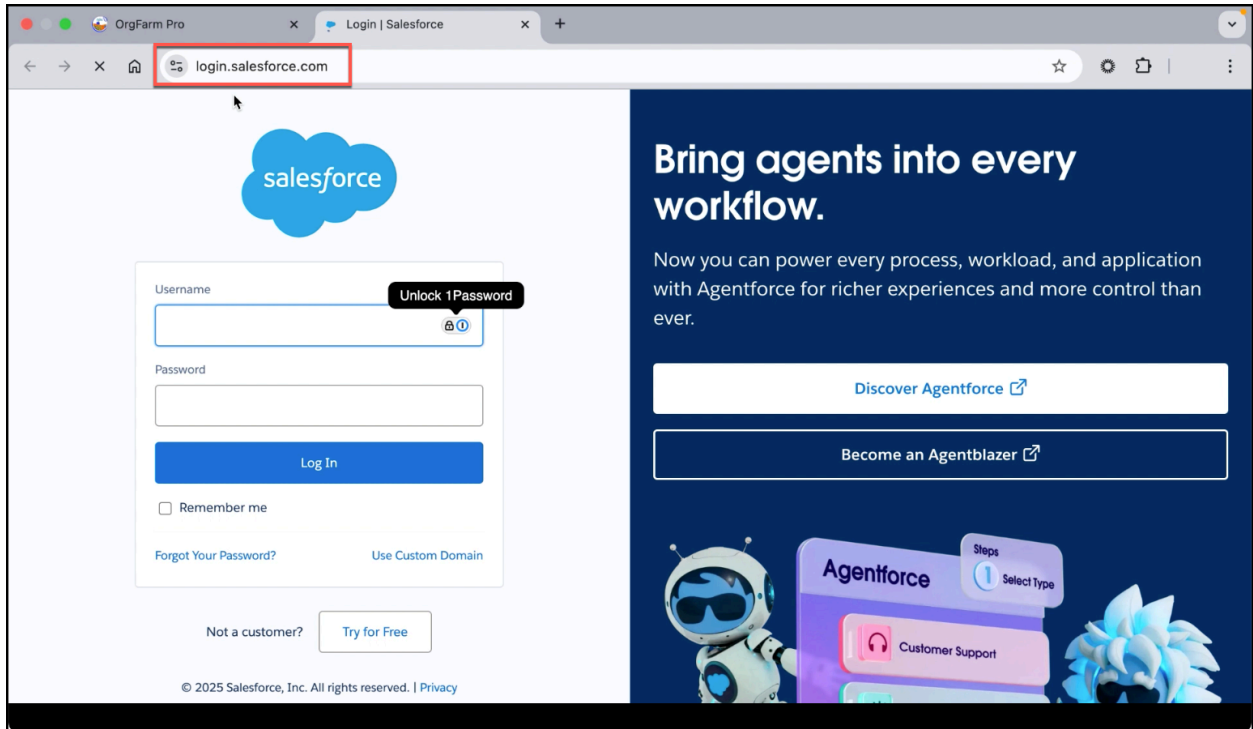 OrgFarm Pro
Login | Salesforce
login.salesforce.com
salesforce
Username
Unlock 1Password
Password
Log In
Remember me
Forgot Your Password?
Use Custom Domain
Not a customer?
Try for Free
© 2025 Salesforce, Inc. All rights reserved. | Privacy
Bring agents into every
workflow.
Now you can power every process, workload, and application
with Agentforce for richer experiences and more control than
ever.
Discover Agentforce
Become an Agentblazer
Agentforce
Steps
1
Select Type
Customer Support